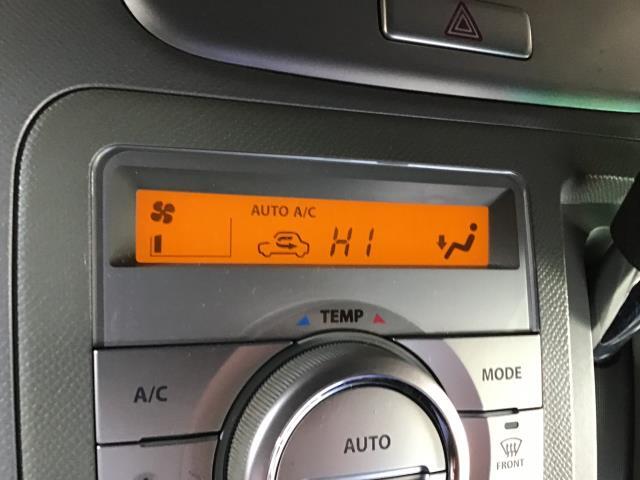 AUTO A/C
HI
TEMP
A/C
MODE
AUTO
FRONT